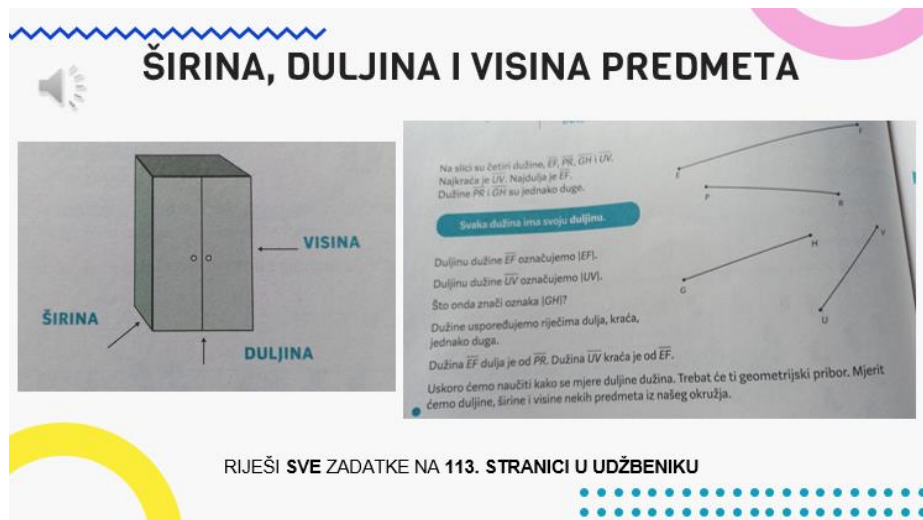 ŠIRINA, DULJINA I VISINA PREDMETA
VISINA
ŠIRINA
DULJINA
Na slici su četiri dužine, EF, PR, GH i UV.
Najkraća je UV. Najdulja je EF.
Dužine PR i GH su jednako duge.
Svaka dužina ima svoju duljinu.
Duljinu dužine EF označujemo |EF|.
Duljinu dužine UV označujemo |UV|.
Što onda znači oznaka |GH|?
Dužine uspoređujemo riječima dulja, kraća,
jednako duga.
Dužina EF dulja je od PR. Dužina UV kraća je od EF.
Uskoro ćemo naučiti kako se mjere duljine dužina. Trebat će ti geometrijski pribor. Mjerit
ćemo duljine, širine i visine nekih predmeta iz našeg okružja.
E
F
P
R
G
H
U
V
RIJEŠI SVE ZADATKE NA 113. STRANICI U UDŽBENIKU